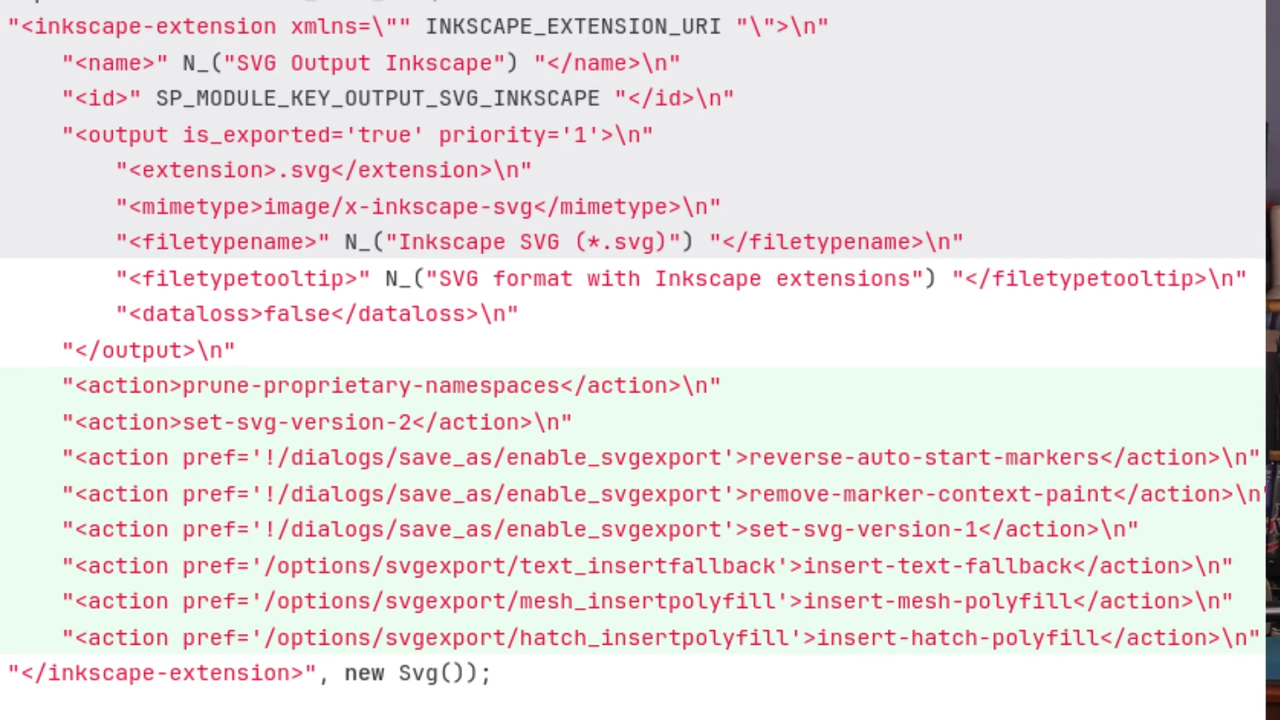 "<inkscape-extension xmlns=\"" INKSCAPE_EXTENSION_URI "\">\n"
"<name>" N_("SVG Output Inkscape") "</name>\n"
"<id>" SP_MODULE_KEY_OUTPUT_SVG_INKSCAPE "</id>\n"
"<output is_exported='true' priority='1'>\n"
"<extension>.svg</extension>\n"
"<mimetype>image/x-inkscape-svg</mimetype>\n"
"<filetypename>" N_("Inkscape SVG (*.svg)") "</filetypename>\n"
"<filetypetooltip>" N_("SVG format with Inkscape extensions") "</filetypetooltip>\n"
"<dataloss>false</dataloss>\n"
"</output>\n"
"<action>prune-proprietary-namespaces</action>\n"
"<action>set-svg-version-2</action>\n"
"<action pref='!/dialogs/save_as/enable_svgexport'>reverse-auto-start-markers</action>\n"
"<action pref='!/dialogs/save_as/enable_svgexport'>remove-marker-context-paint</action>\n"
"<action pref='!/dialogs/save_as/enable_svgexport'>set-svg-version-1</action>\n"
"<action pref='/options/svgexport/text_insertfallback'>insert-text-fallback</action>\n"
"<action pref='/options/svgexport/mesh_insertpolyfill'>insert-mesh-polyfill</action>\n"
"<action pref='/options/svgexport/hatch_insertpolyfill'>insert-hatch-polyfill</action>\n"
"</inkscape-extension>", new Svg());